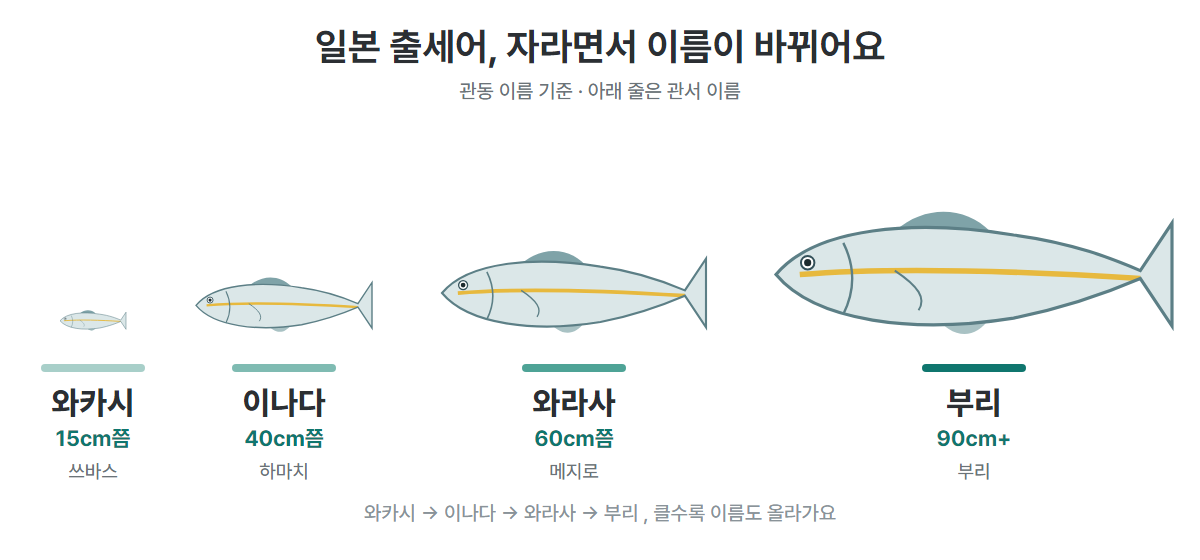 일본 출세어, 자라면서 이름이 바뀌어요
관동 이름 기준 · 아래 줄은 관서 이름
와카시
15cm쯤
쓰바스
이나다
40cm쯤
하마치
와라사
60cm쯤
메지로
부리
90cm+
부리
와카시 → 이나다 → 와라사 → 부리 , 클수록 이름도 올라가요